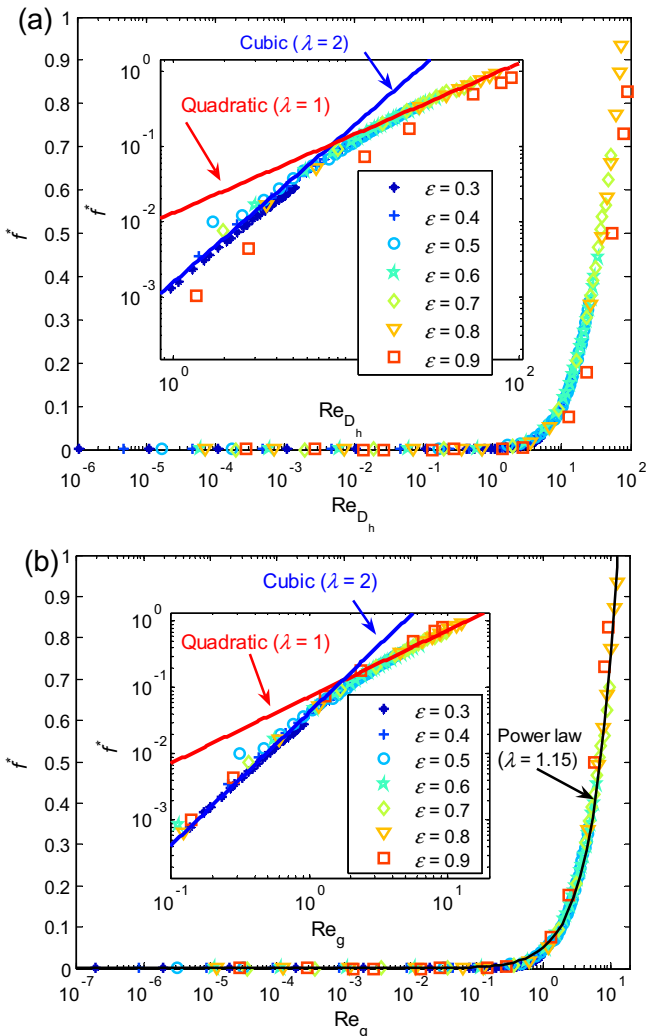 (a)
1
0.9
0.8
0.7
0.6
0.5
0.4
0.3
0.2
0.1
0
f*
10^-6 10^-5 10^-4 10^-3 10^-2 10^-1 10^0 10^1 10^2
Re_D_h
Cubic (λ = 2)
Quadratic (λ = 1)
10^0
10^-1
10^-2
10^-3
f*
10^0 10^2
Re_D_h
ε = 0.3
ε = 0.4
ε = 0.5
ε = 0.6
ε = 0.7
ε = 0.8
ε = 0.9
(b)
1
0.9
0.8
0.7
0.6
0.5
0.4
0.3
0.2
0.1
0
f*
10^-7 10^-6 10^-5 10^-4 10^-3 10^-2 10^-1 10^0 10^1
Re_g
Cubic (λ = 2)
Quadratic (λ = 1)
10^0
10^-1
10^-2
10^-3
f*
10^-1 10^0 10^1
Re_g
ε = 0.3
ε = 0.4
ε = 0.5
ε = 0.6
ε = 0.7
ε = 0.8
ε = 0.9
Power law
(λ = 1.15)